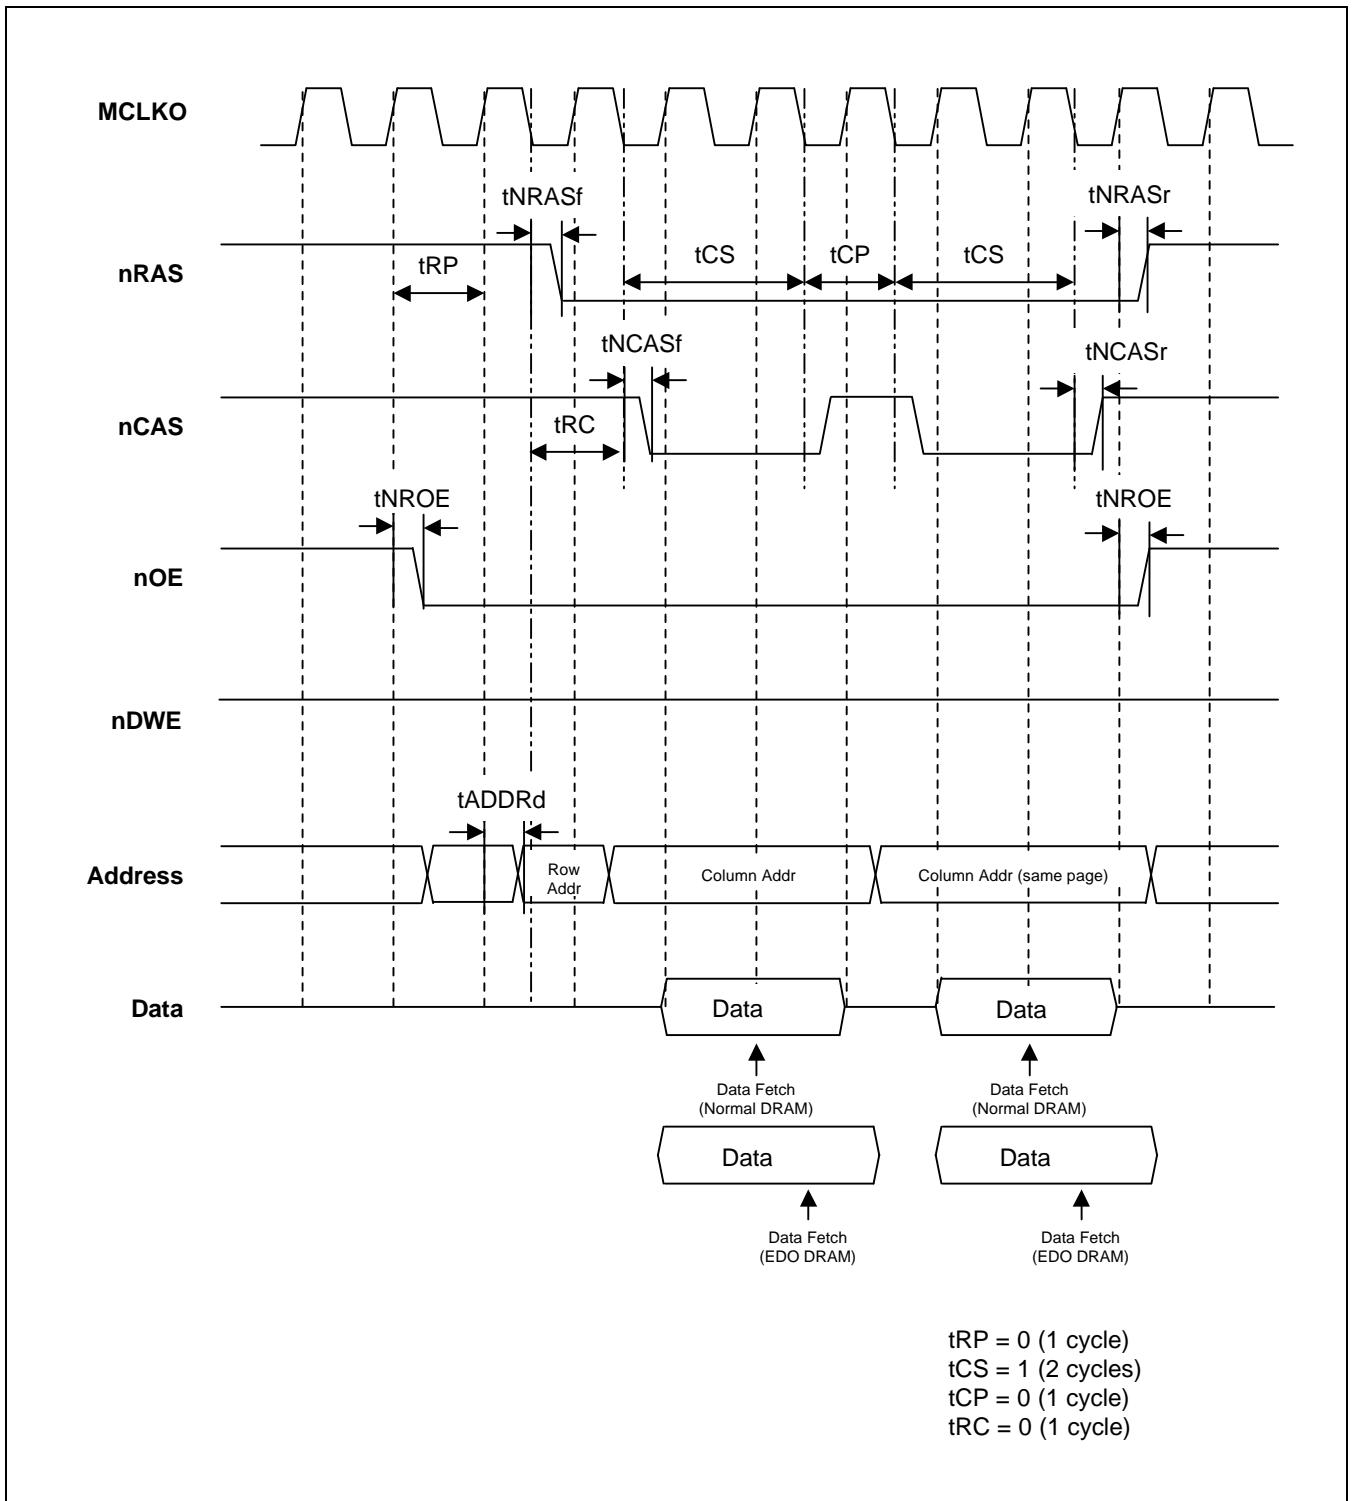 MCLKO
tNRASf
tNRASr
nRAS
tRP
tCS
tCP
tCS
tNCASf
tNCASr
nCAS
tRC
tNROE
tNROE
nOE
nDWE
tADDRd
Address
Row
Addr
Column Addr
Column Addr (same page)
Data
Data
Data
Data Fetch
(Normal DRAM)
Data Fetch
(Normal DRAM)
Data
Data
Data Fetch
(EDO DRAM)
Data Fetch
(EDO DRAM)
tRP = 0 (1 cycle)
tCS = 1 (2 cycles)
tCP = 0 (1 cycle)
tRC = 0 (1 cycle)